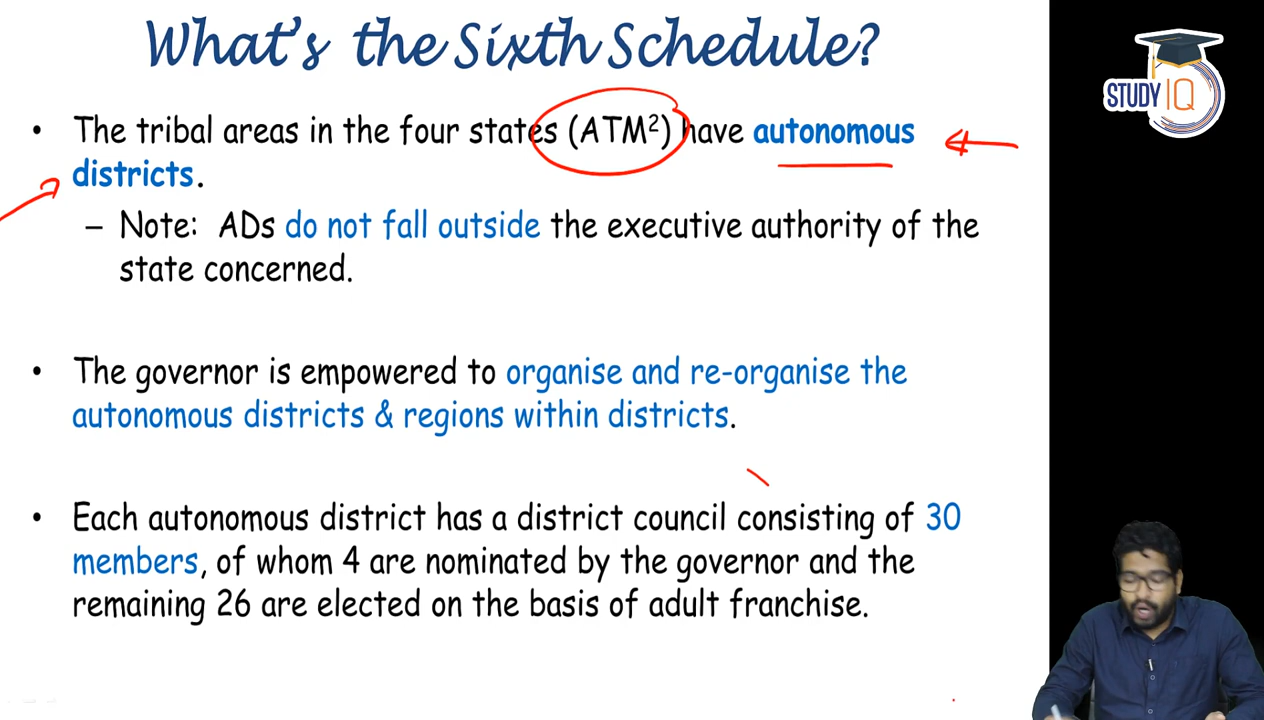 What's the Sixth Schedule?
• The tribal areas in the four states (ATM²) have autonomous
districts.
– Note: ADs do not fall outside the executive authority of the
state concerned.
• The governor is empowered to organise and re-organise the
autonomous districts & regions within districts.
• Each autonomous district has a district council consisting of 30
members, of whom 4 are nominated by the governor and the
remaining 26 are elected on the basis of adult franchise.
STUDY IQ